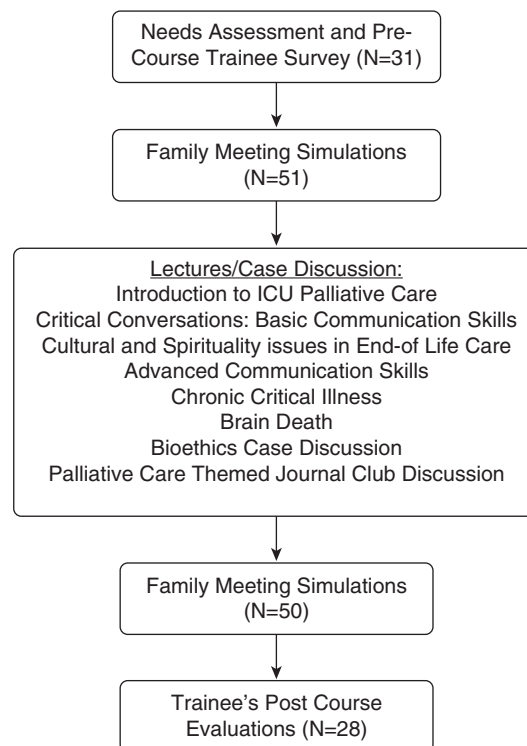 Needs Assessment and Pre-
Course Trainee Survey (N=31)
Family Meeting Simulations
(N=51)
Lectures/Case Discussion:
Introduction to ICU Palliative Care
Critical Conversations: Basic Communication Skills
Cultural and Spirituality issues in End-of Life Care
Advanced Communication Skills
Chronic Critical Illness
Brain Death
Bioethics Case Discussion
Palliative Care Themed Journal Club Discussion
Family Meeting Simulations
(N=50)
Trainee's Post Course
Evaluations (N=28)